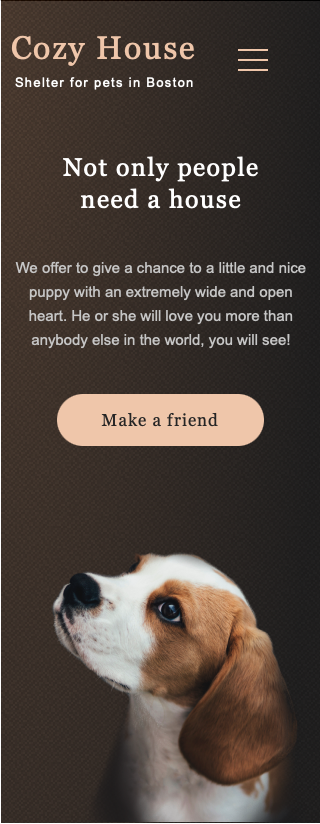 Cozy House
Shelter for pets in Boston
Not only people
need a house
We offer to give a chance to a little and nice
puppy with an extremely wide and open
heart. He or she will love you more than
anybody else in the world, you will see!
Make a friend